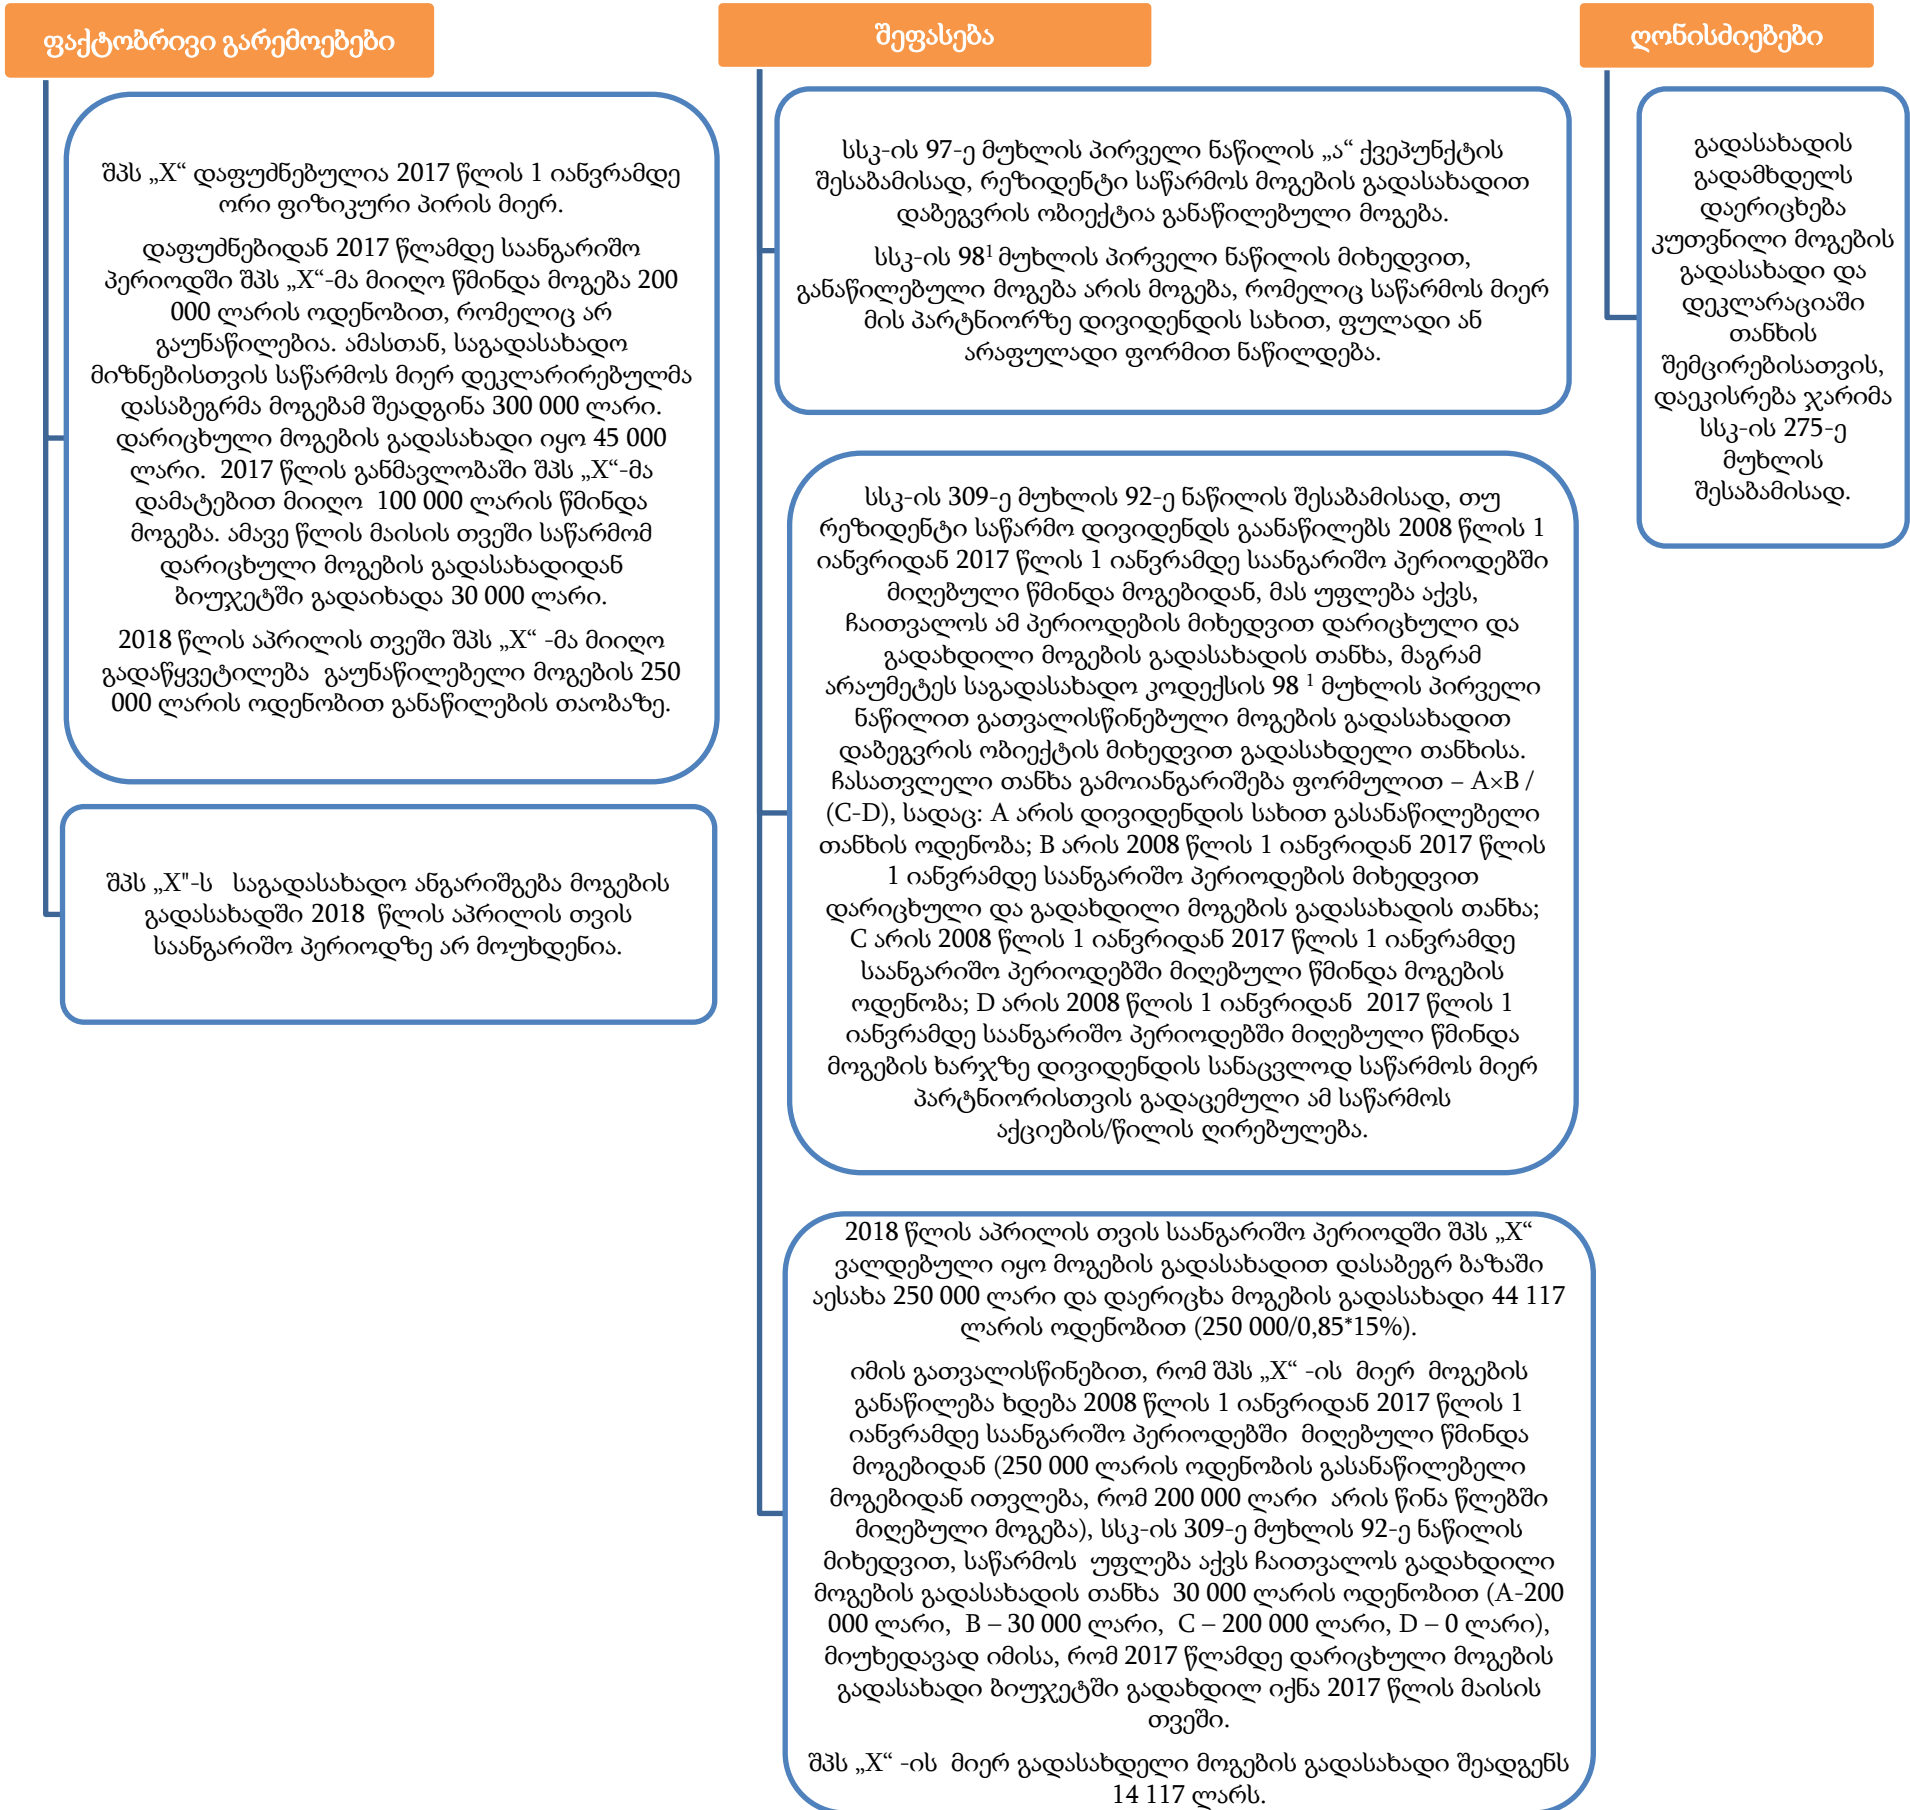 ფაქტობრივი გარემოებები
შპს „X“ დაფუძნებულია 2017 წლის 1 იანვრამდე
ორი ფიზიკური პირის მიერ.
დაფუძნებიდან 2017 წლამდე საანგარიშო
პერიოდში შპს „X“-მა მიიღო წმინდა მოგება 200
000 ლარის ოდენობით, რომელიც არ
გაუნაწილებია. ამასთან, საგადასახადო
მიზნებისთვის საწარმოს მიერ დეკლარირებულმა
დასაბეგრმა მოგებამ შეადგინა 300 000 ლარი.
დარიცხული მოგების გადასახადი იყო 45 000
ლარი. 2017 წლის განმავლობაში შპს „X“-მა
დამატებით მიიღო 100 000 ლარის წმინდა
მოგება. ამავე წლის მაისის თვეში საწარმომ
დარიცხული მოგების გადასახადიდან
ბიუჯეტში გადაიხადა 30 000 ლარი.
2018 წლის აპრილის თვეში შპს „X“ -მა მიიღო
გადაწყვეტილება გაუნაწილებელი მოგების 250
000 ლარის ოდენობით განაწილების თაობაზე.
შპს „X"-ს საგადასახადო ანგარიშგება მოგების
გადასახადში 2018 წლის აპრილის თვის
საანგარიშო პერიოდზე არ მოუხდენია.
შეფასება
სსკ-ის 97-ე მუხლის პირველი ნაწილის „ა“ ქვეპუნქტის
შესაბამისად, რეზიდენტი საწარმოს მოგების გადასახადით
დაბეგვრის ობიექტია განაწილებული მოგება.
სსკ-ის 98¹ მუხლის პირველი ნაწილის მიხედვით,
განაწილებული მოგება არის მოგება, რომელიც საწარმოს მიერ
მის პარტნიორზე დივიდენდის სახით, ფულადი ან
არაფულადი ფორმით ნაწილდება.
სსკ-ის 309-ე მუხლის 92-ე ნაწილის შესაბამისად, თუ
რეზიდენტი საწარმო დივიდენდს გაანაწილებს 2008 წლის 1
იანვრიდან 2017 წლის 1 იანვრამდე საანგარიშო პერიოდებში
მიღებული წმინდა მოგებიდან, მას უფლება აქვს,
ჩაითვალოს ამ პერიოდების მიხედვით დარიცხული და
გადახდილი მოგების გადასახადის თანხა, მაგრამ
არაუმეტეს საგადასახადო კოდექსის 98 ¹ მუხლის პირველი
ნაწილით გათვალისწინებული მოგების გადასახადით
დაბეგვრის ობიექტის მიხედვით გადასახდელი თანხისა.
ჩასათვლელი თანხა გამოიანგარიშება ფორმულით – A×B /
(C-D), სადაც: A არის დივიდენდის სახით გასანაწილებელი
თანხის ოდენობა; B არის 2008 წლის 1 იანვრიდან 2017 წლის
1 იანვრამდე საანგარიშო პერიოდების მიხედვით
დარიცხული და გადახდილი მოგების გადასახადის თანხა;
C არის 2008 წლის 1 იანვრიდან 2017 წლის 1 იანვრამდე
საანგარიშო პერიოდებში მიღებული წმინდა მოგების
ოდენობა; D არის 2008 წლის 1 იანვრიდან 2017 წლის 1
იანვრამდე საანგარიშო პერიოდებში მიღებული წმინდა
მოგების ხარჯზე დივიდენდის სანაცვლოდ საწარმოს მიერ
პარტნიორისთვის გადაცემული ამ საწარმოს
აქციების/წილის ღირებულება.
2018 წლის აპრილის თვის საანგარიშო პერიოდში შპს „X“
ვალდებული იყო მოგების გადასახადით დასაბეგრ ბაზაში
აესახა 250 000 ლარი და დაერიცხა მოგების გადასახადი 44 117
ლარის ოდენობით (250 000/0,85*15%).
იმის გათვალისწინებით, რომ შპს „X“ -ის მიერ მოგების
განაწილება ხდება 2008 წლის 1 იანვრიდან 2017 წლის 1
იანვრამდე საანგარიშო პერიოდებში მიღებული წმინდა
მოგებიდან (250 000 ლარის ოდენობის გასანაწილებელი
მოგებიდან ითვლება, რომ 200 000 ლარი არის წინა წლებში
მიღებული მოგება), სსკ-ის 309-ე მუხლის 92-ე ნაწილის
მიხედვით, საწარმოს უფლება აქვს ჩაითვალოს გადახდილი
მოგების გადასახადის თანხა 30 000 ლარის ოდენობით (A-200
000 ლარი, B – 30 000 ლარი, C – 200 000 ლარი, D – 0 ლარი),
მიუხედავად იმისა, რომ 2017 წლამდე დარიცხული მოგების
გადასახადი ბიუჯეტში გადახდილ იქნა 2017 წლის მაისის
თვეში.
შპს „X“ -ის მიერ გადასახდელი მოგების გადასახადი შეადგენს
14 117 ლარს.
ღონისძიებები
გადასახადის
გადამხდელს
დაერიცხება
კუთვნილი მოგების
გადასახადი და
დეკლარაციაში
თანხის
შემცირებისათვის,
დაეკისრება ჯარიმა
სსკ-ის 275-ე
მუხლის
შესაბამისად.